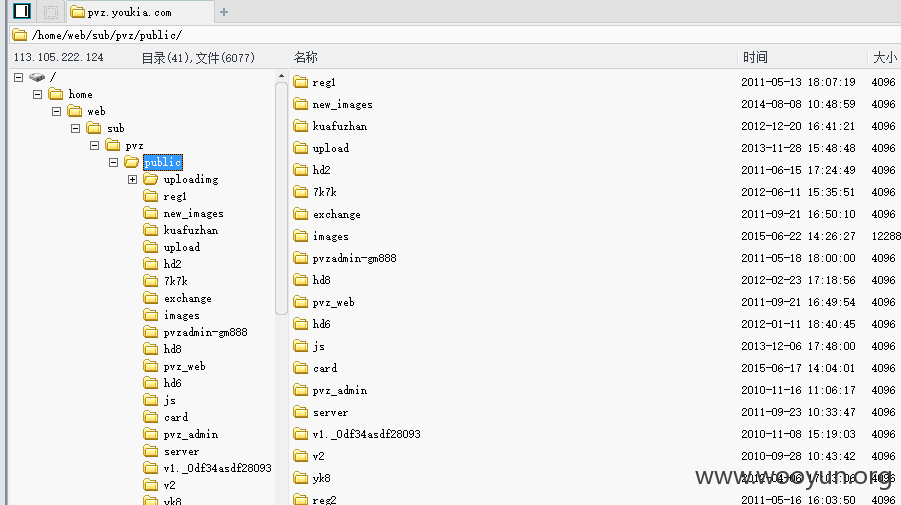 pvz.youkia.com
/home/web/sub/pvz/public/
113.105.222.124 目录(41),文件(6077) 名称 时间 大小
/
home
web
sub
pvz
public
uploadimg
reg1
new_images
kuafuzhan
upload
hd2
7k7k
exchange
images
pvzadmin-gm888
hd8
pvz_web
hd6
js
card
pvz_admin
server
v1._0df34asdf28093
v2
yk8
reg1 2011-05-13 18:07:19 4096
new_images 2014-08-08 10:48:59 4096
kuafuzhan 2012-12-20 16:41:21 4096
upload 2013-11-28 15:48:48 4096
hd2 2011-06-15 17:24:49 4096
7k7k 2012-06-11 15:35:51 4096
exchange 2011-09-21 16:50:10 4096
images 2015-06-22 14:26:27 12288
pvzadmin-gm888 2011-05-18 18:00:00 4096
hd8 2012-02-23 17:18:56 4096
pvz_web 2011-09-21 16:49:54 4096
hd6 2012-01-11 18:40:45 4096
js 2013-12-06 17:48:00 4096
card 2015-06-17 14:04:01 4096
pvz_admin 2010-11-16 11:06:17 4096
server 2011-09-23 10:33:47 4096
v1._0df34asdf28093 2010-11-08 15:19:03 4096
v2 2010-09-28 10:43:42 4096
yk8 2012-04-06 17:03:06 4096
reg2 2011-05-16 16:03:50 4096
www.wooyun.org